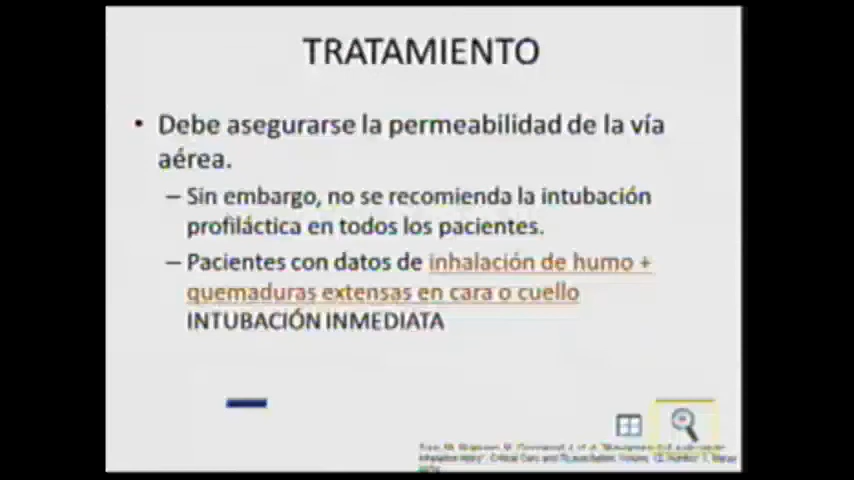 TRATAMIENTO
• Debe asegurarse la permeabilidad de la vía
aérea.
– Sin embargo, no se recomienda la intubación
profiláctica en todos los pacientes.
– Pacientes con datos de inhalación de humo +
quemaduras extensas en cara o cuello
INTUBACIÓN INMEDIATA